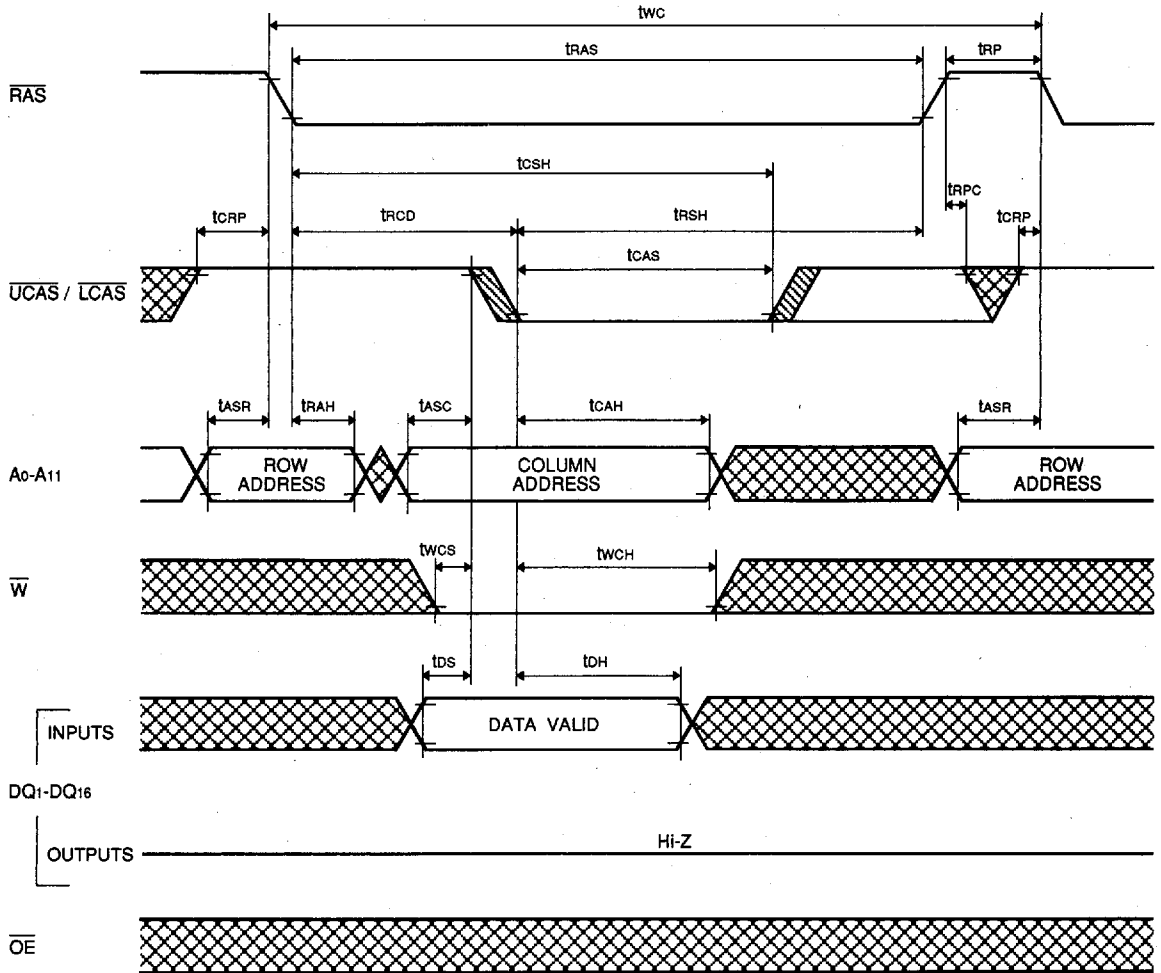 tWC
tRAS
tRP
RAS
tCSH
tRPC
tCRP
tRCD
tRSH
tCRP
tCAS
UCAS / LCAS
tASR
tRAH
tASC
tCAH
tASR
A0-A11
ROW
ADDRESS
COLUMN
ADDRESS
ROW
ADDRESS
tWCS
tWCH
W
tDS
tDH
INPUTS
DATA VALID
DQ1-DQ16
Hi-Z
OUTPUTS
OE